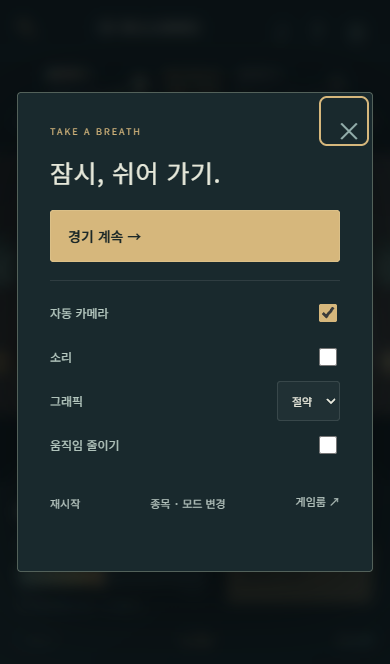 TAKE A BREATH
잠시, 쉬어 가기.
경기 계속 →
자동 카메라
소리
그래픽
절약
움직임 줄이기
재시작
종목 · 모드 변경
게임룸 ↗